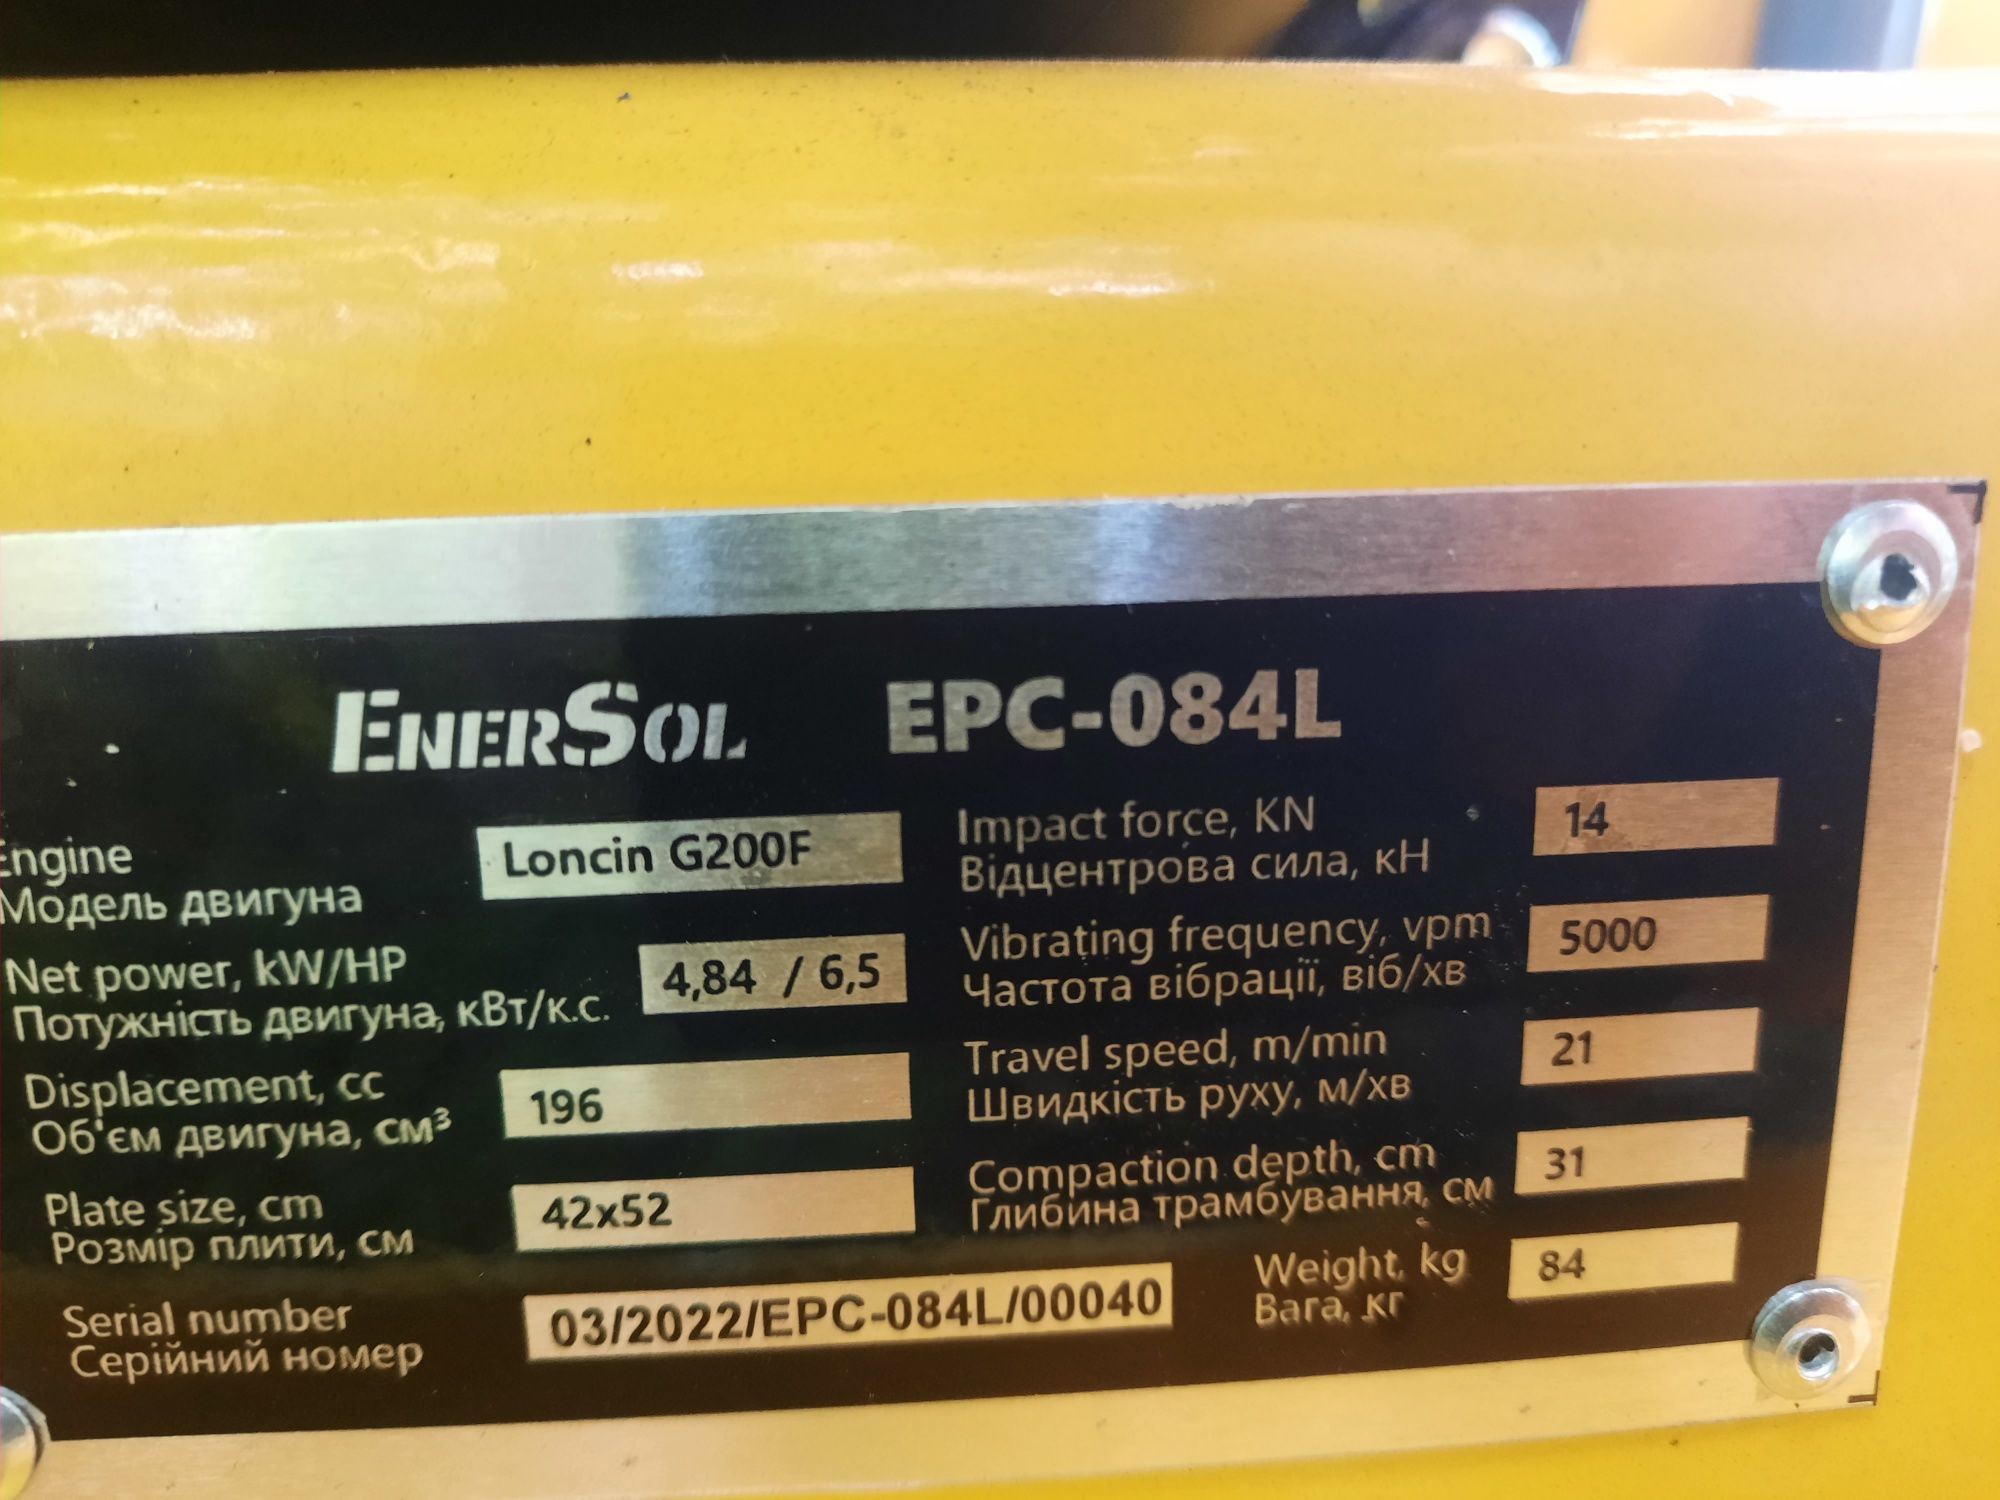 EnerSol EPC-084L
Engine Loncin G200F
Модель двигуна
Net power, kW/HP 4,84 / 6,5
Потужність двигуна, кВт/к.с.
Displacement, cc 196
Об'єм двигуна, см³
Plate size, cm 42x52
Розмір плити, см
Serial number 03/2022/EPC-084L/00040
Серійний номер
Impact force, KN 14
Відцентрова сила, кН
Vibrating frequency, vpm 5000
Частота вібрації, віб/хв
Travel speed, m/min 21
Швидкість руху, м/хв
Compaction depth, cm 31
Глибина трамбування, см
Weight, kg 84
Вага, кг